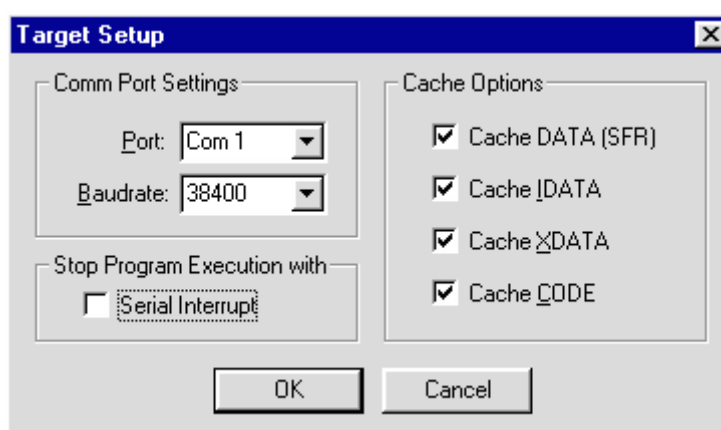 Target Setup
Comm Port Settings
Port: Com 1
Baudrate: 38400
Stop Program Execution with
Serial Interrupt
Cache Options
Cache DATA (SFR)
Cache IDATA
Cache XDATA
Cache CODE
OK
Cancel